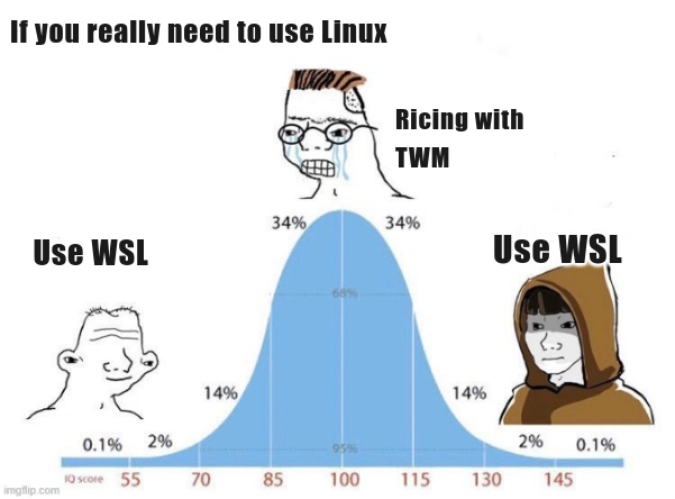 If you really need to use Linux
Ricing with
TWM
34% 34%
Use WSL
Use WSL
68%
14% 14%
0.1% 2% 95% 2% 0.1%
IQ score 55 70 85 100 115 130 145
imgflip.com